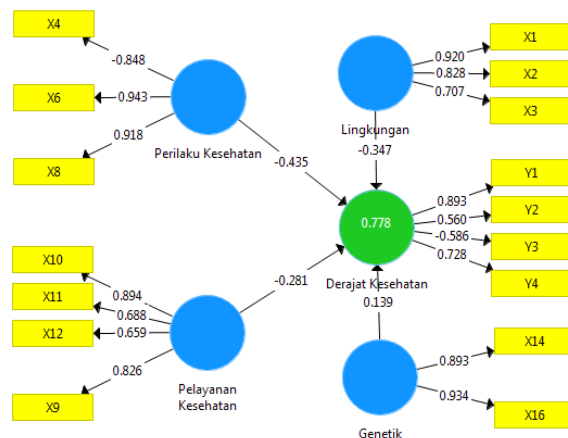 X4
-0.848
X6
0.943
0.918
X8
Perilaku Kesehatan
-0.435
X1
0.920
0.828
X2
0.707
X3
Lingkungan
-0.347
0.778
Derajat Kesehatan
Y1
0.893
Y2
0.560
-0.586
Y3
0.728
Y4
X10
0.894
X11
0.688
X12
0.659
0.826
X9
Pelayanan
Kesehatan
-0.281
0.139
X14
0.893
0.934
X16
Genetik